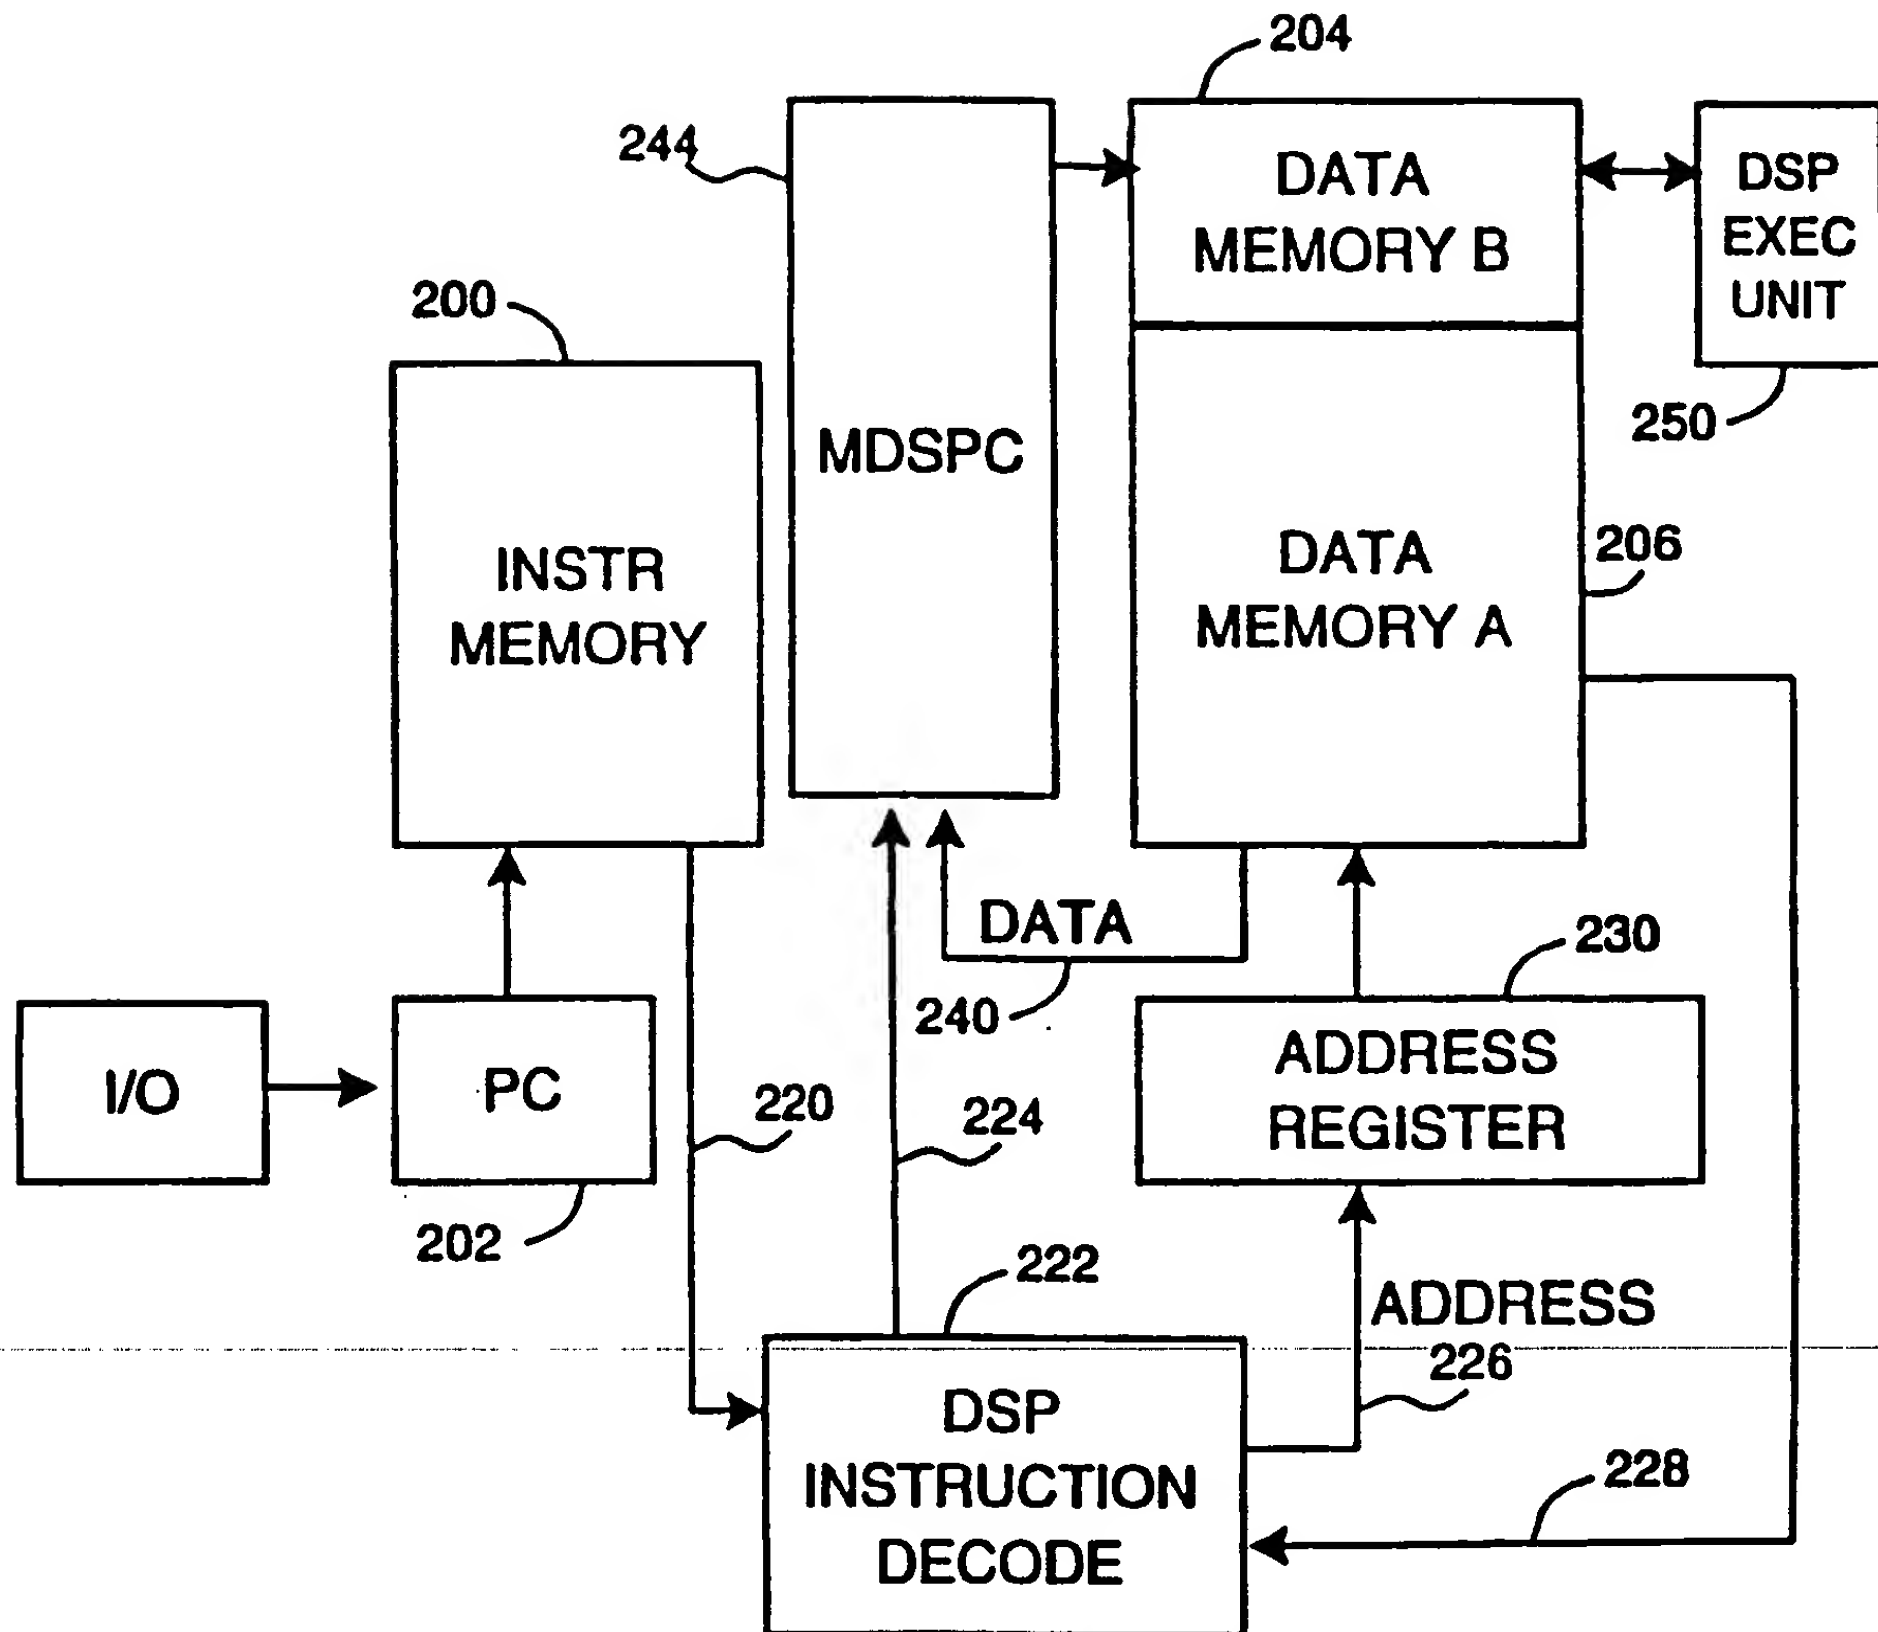 204
244
DATA
MEMORY B
DSP
EXEC
UNIT
200
250
MDSPC
INSTR
MEMORY
DATA
MEMORY A
206
DATA
240
230
I/O
PC
ADDRESS
REGISTER
220
224
202
222
ADDRESS
226
DSP
INSTRUCTION
DECODE
228